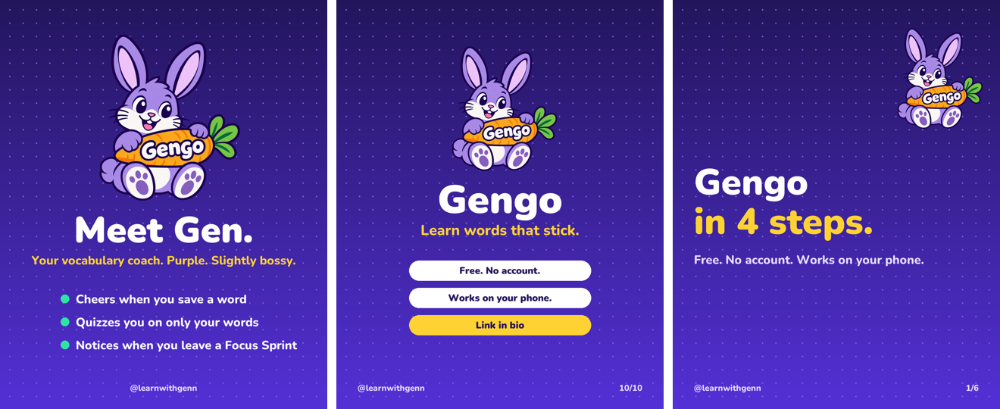 Gengo
Meet Gen.
Your vocabulary coach. Purple. Slightly bossy.
Cheers when you save a word
Quizzes you on only your words
Notices when you leave a Focus Sprint
@learnwithgenn
Gengo
Gengo
Learn words that stick.
Free. No account.
Works on your phone.
Link in bio
@learnwithgenn
10/10
Gengo
Gengo
in 4 steps.
Free. No account. Works on your phone.
@learnwithgenn
1/6